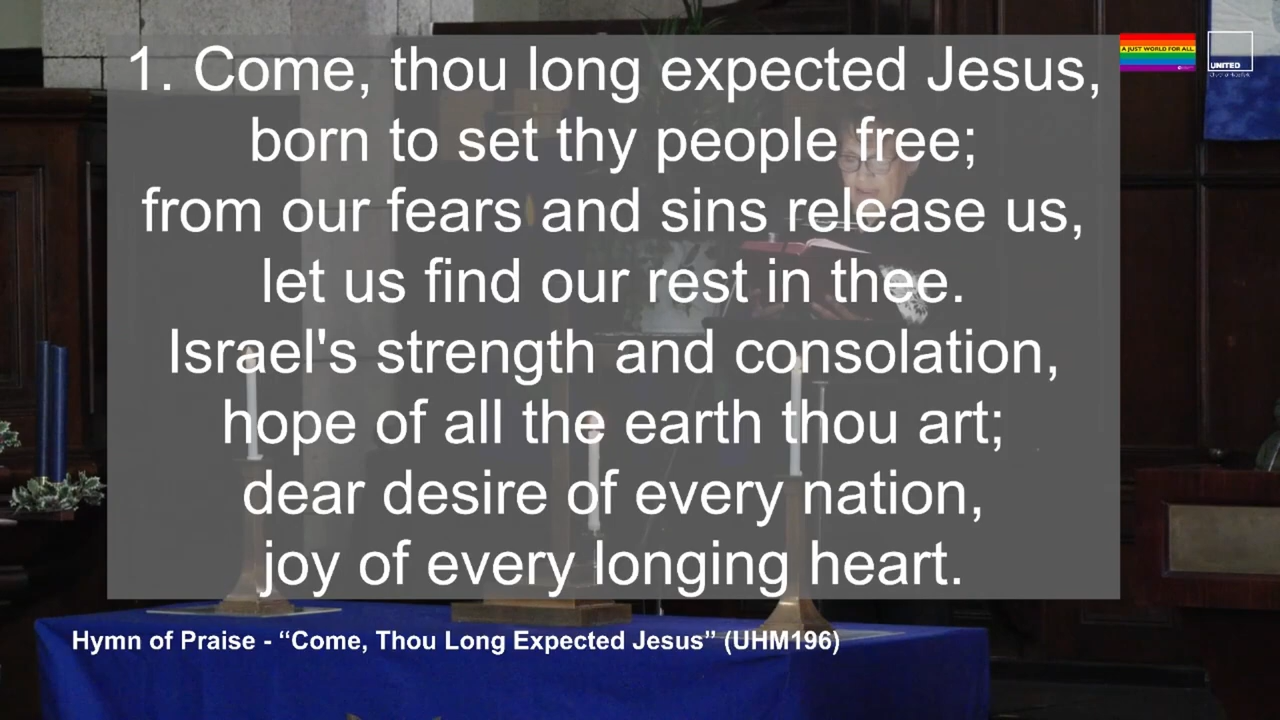 1. Come, thou long expected Jesus,
born to set thy people free;
from our fears and sins release us,
let us find our rest in thee.
Israel's strength and consolation,
hope of all the earth thou art;
dear desire of every nation,
joy of every longing heart.
Hymn of Praise - “Come, Thou Long Expected Jesus” (UHM196)
A JUST WORLD FOR ALL
UNITED